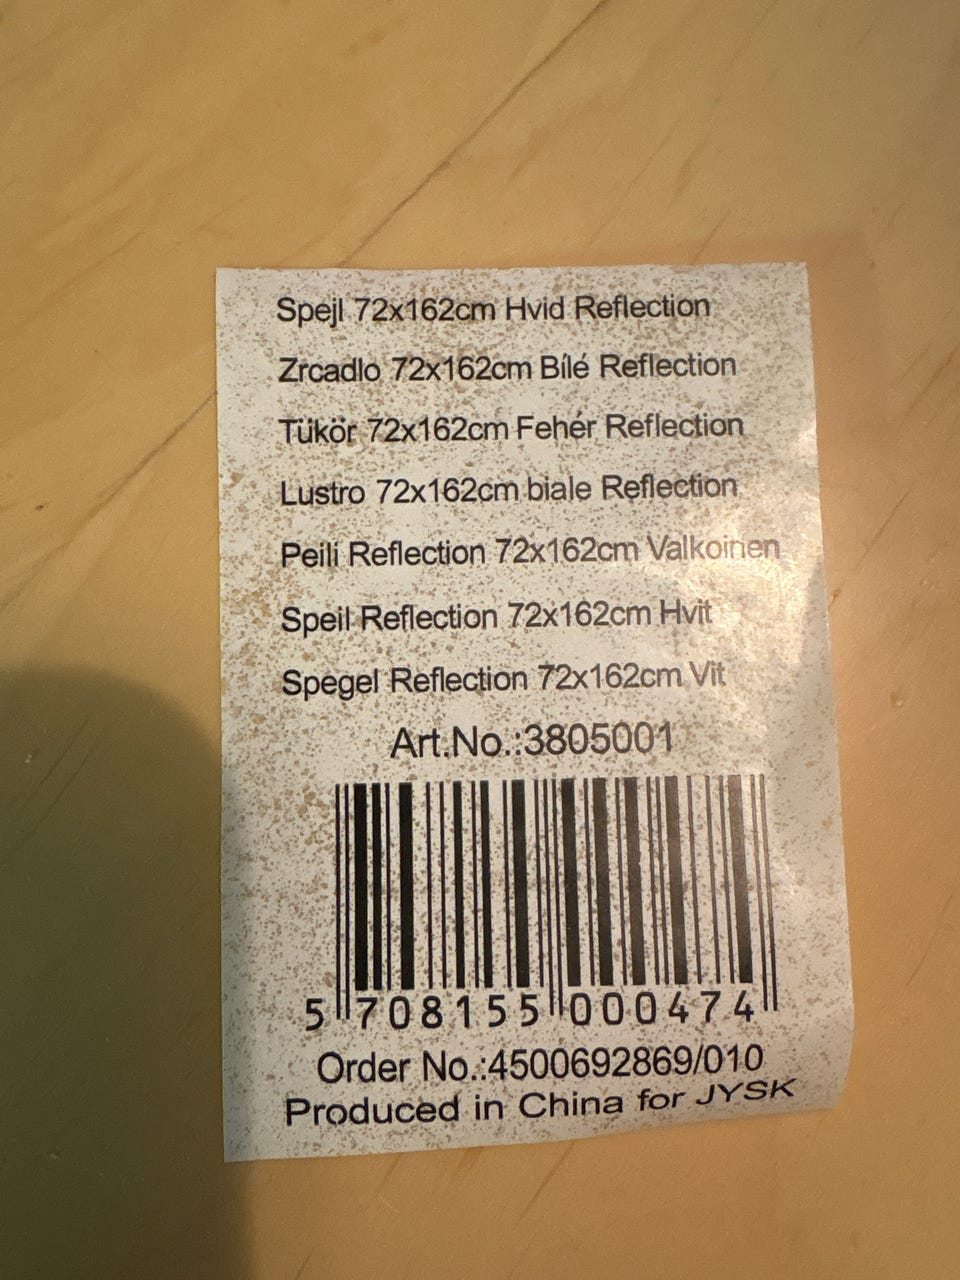 Spejl 72x162cm Hvid Reflection
Zrcadlo 72x162cm Bílé Reflection
Tükör 72x162cm Fehér Reflection
Lustro 72x162cm biale Reflection
Peili Reflection 72x162cm Valkoinen
Speil Reflection 72x162cm Hvit
Spegel Reflection 72x162cm Vit
Art.No.:3805001
5 708155 000474
Order No.:4500692869/010
Produced in China for JYSK